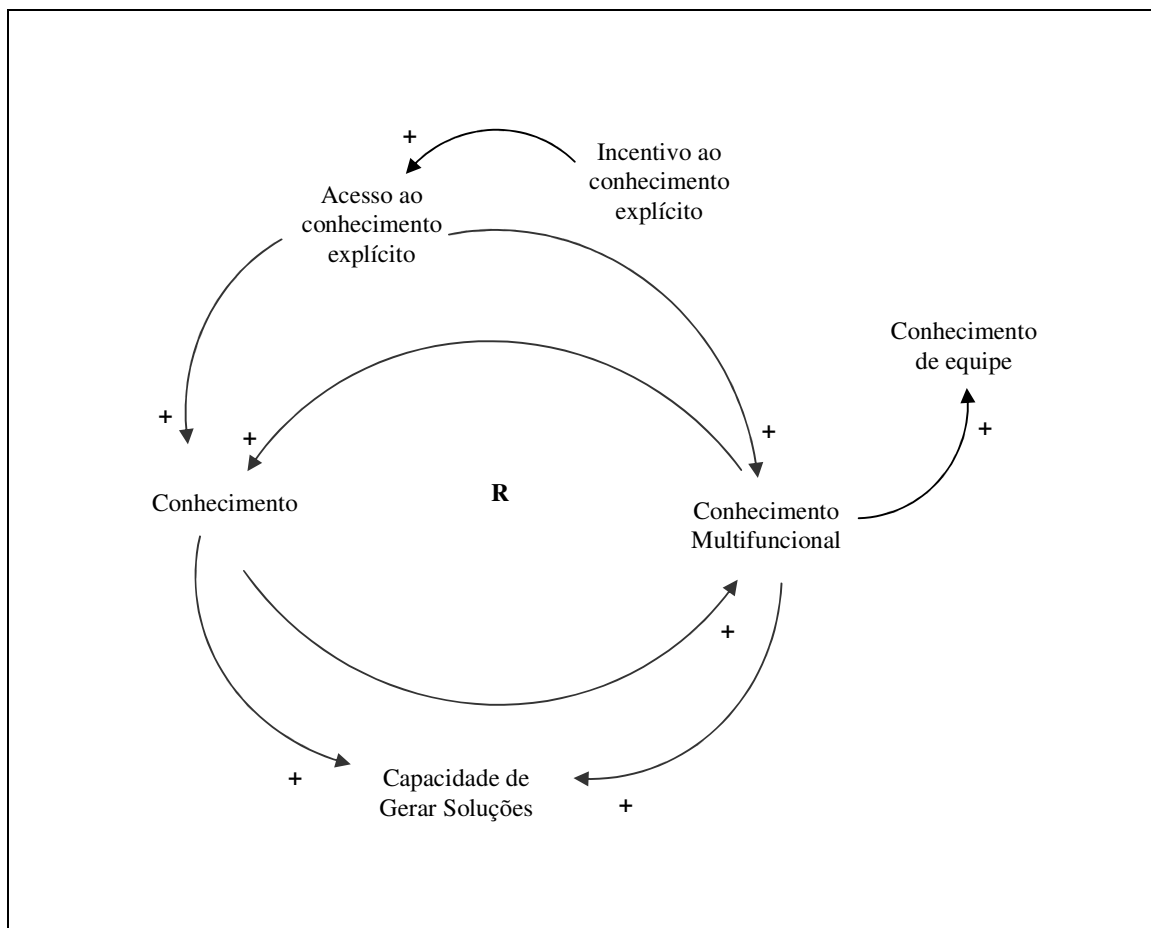 +
Incentivo ao
conhecimento
explícito
Acesso ao
conhecimento
explícito
Conhecimento
de equipe
+
+
+
+
Conhecimento
R
Conhecimento
Multifuncional
+
+
Capacidade de
Gerar Soluções
+